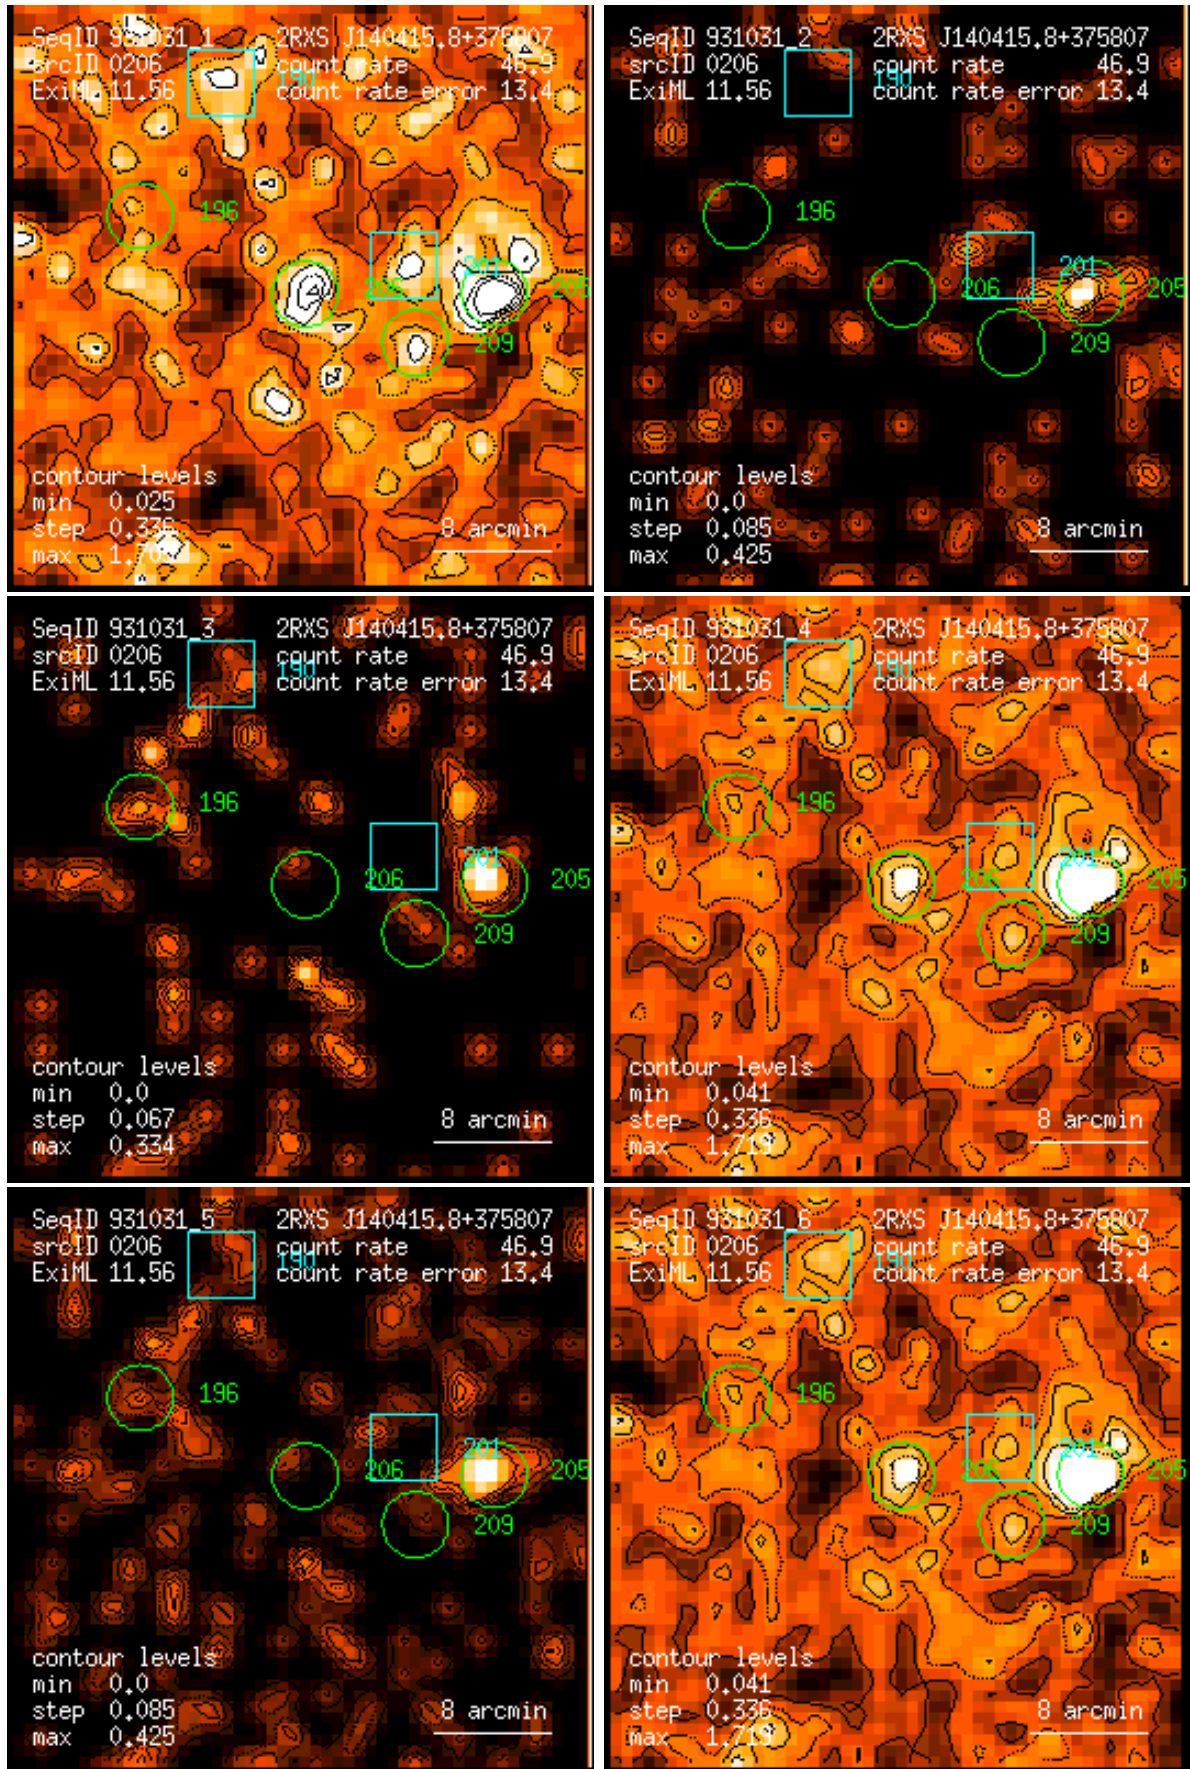 SeqID 931031_1 2RXS J140415.8+375807
srcID 0206 count rate 46.9
ExiML 11.56 count rate error 13.4
190
196
201
206 205
209
contour levels
min 0.025
step 0.336
max
8 arcmin
SeqID 931031_2 2RXS J140415.8+375807
srcID 0206 count rate 46.9
ExiML 11.56 count rate error 13.4
190
196
201
206 205
209
contour levels
min 0.0
step 0.085
max 0.425
8 arcmin
SeqID 931031_3 2RXS J140415.8+375807
srcID 0206 count rate 46.9
ExiML 11.56 count rate error 13.4
190
196
201
206 205
209
contour levels
min 0.0
step 0.067
max 0.334
8 arcmin
SeqID 931031_4 2RXS J140415.8+375807
srcID 0206 count rate 46.9
ExiML 11.56 count rate error 13.4
190
196
201
206 205
209
contour levels
min 0.041
step 0.336
max 1.719
8 arcmin
SeqID 931031_5 2RXS J140415.8+375807
srcID 0206 count rate 46.9
ExiML 11.56 count rate error 13.4
190
196
201
206 205
209
contour levels
min 0.0
step 0.085
max 0.425
8 arcmin
SeqID 931031_6 2RXS J140415.8+375807
srcID 0206 count rate 46.9
ExiML 11.56 count rate error 13.4
190
196
201
206 205
209
contour levels
min 0.041
step 0.336
max 1.719
8 arcmin